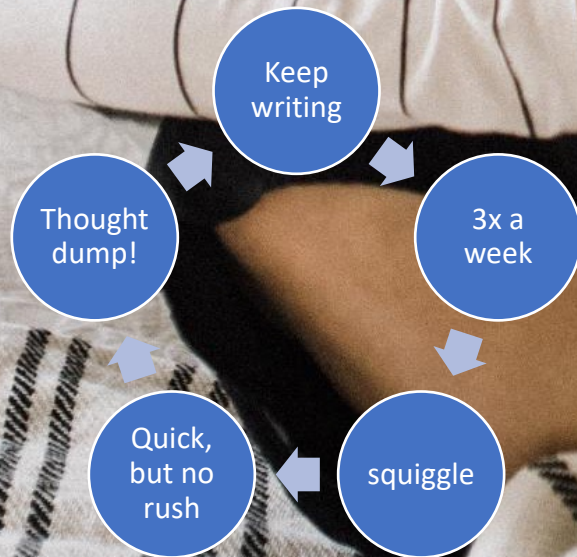 Keep
writing
3x a
week
squiggle
Quick,
but no
rush
Thought
dump!